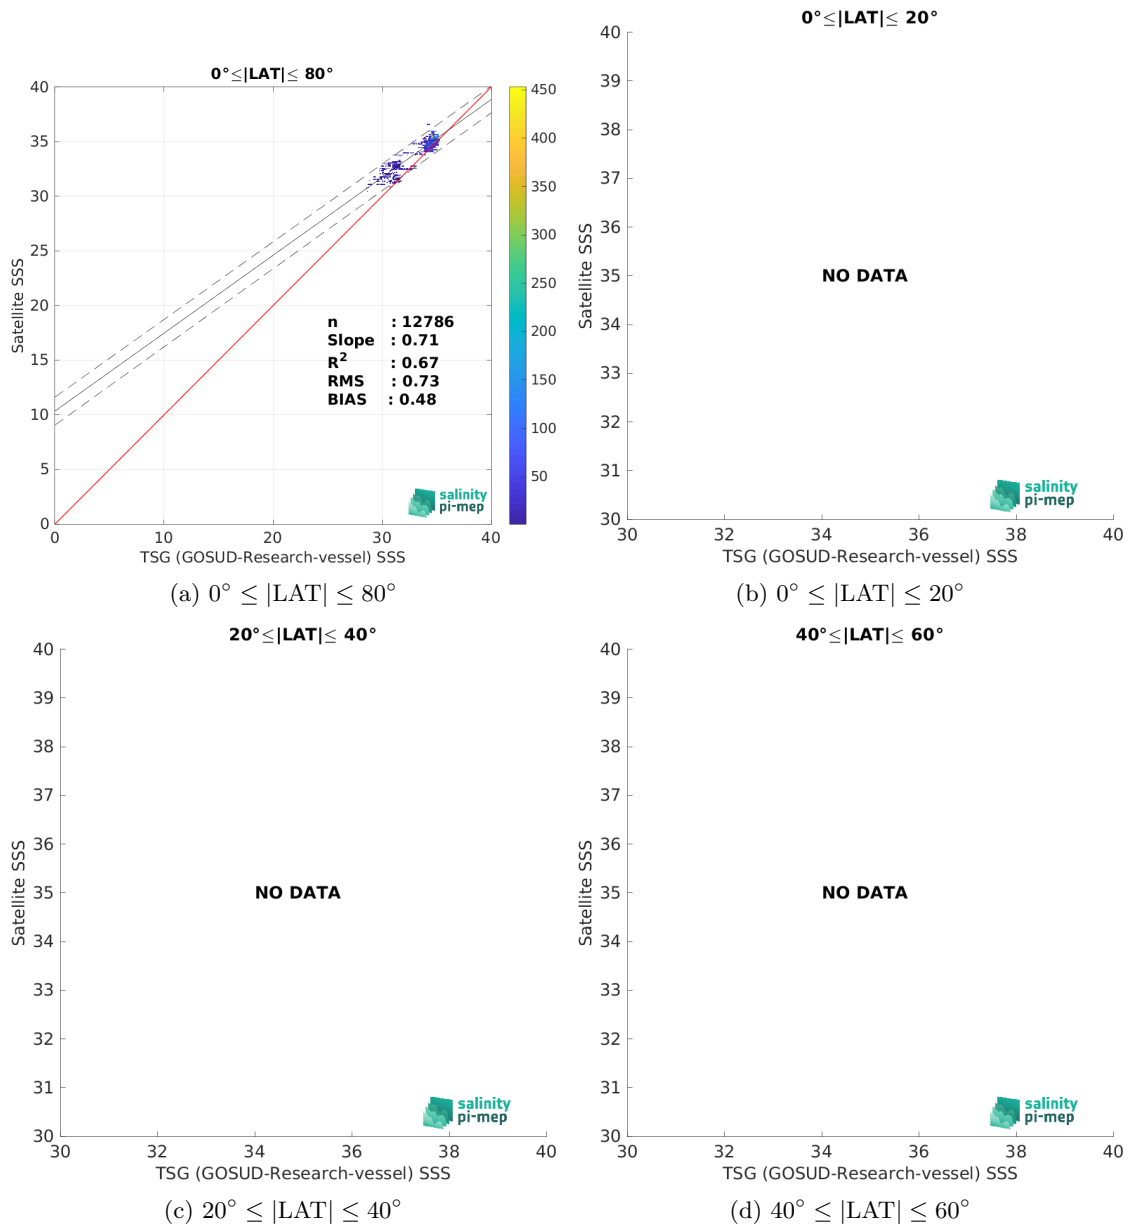 0°≤|LAT|≤ 80°
40
35
30
25
20
15
10
5
0
Satellite SSS
0
10
20
30
40
TSG (GOSUD-Research-vessel) SSS
n : 12786
Slope : 0.71
R² : 0.67
RMS : 0.73
BIAS : 0.48
salinity
pi-mep
450
400
350
300
250
200
150
100
50
(a) 0° ≤ |LAT| ≤ 80°
0°≤|LAT|≤ 20°
40
39
38
37
36
35
34
33
32
31
30
Satellite SSS
NO DATA
salinity
pi-mep
30
32
34
36
38
40
TSG (GOSUD-Research-vessel) SSS
(b) 0° ≤ |LAT| ≤ 20°
20°≤|LAT|≤ 40°
40
39
38
37
36
35
34
33
32
31
30
Satellite SSS
NO DATA
salinity
pi-mep
30
32
34
36
38
40
TSG (GOSUD-Research-vessel) SSS
(c) 20° ≤ |LAT| ≤ 40°
40°≤|LAT|≤ 60°
40
39
38
37
36
35
34
33
32
31
30
Satellite SSS
NO DATA
salinity
pi-mep
30
32
34
36
38
40
TSG (GOSUD-Research-vessel) SSS
(d) 40° ≤ |LAT| ≤ 60°